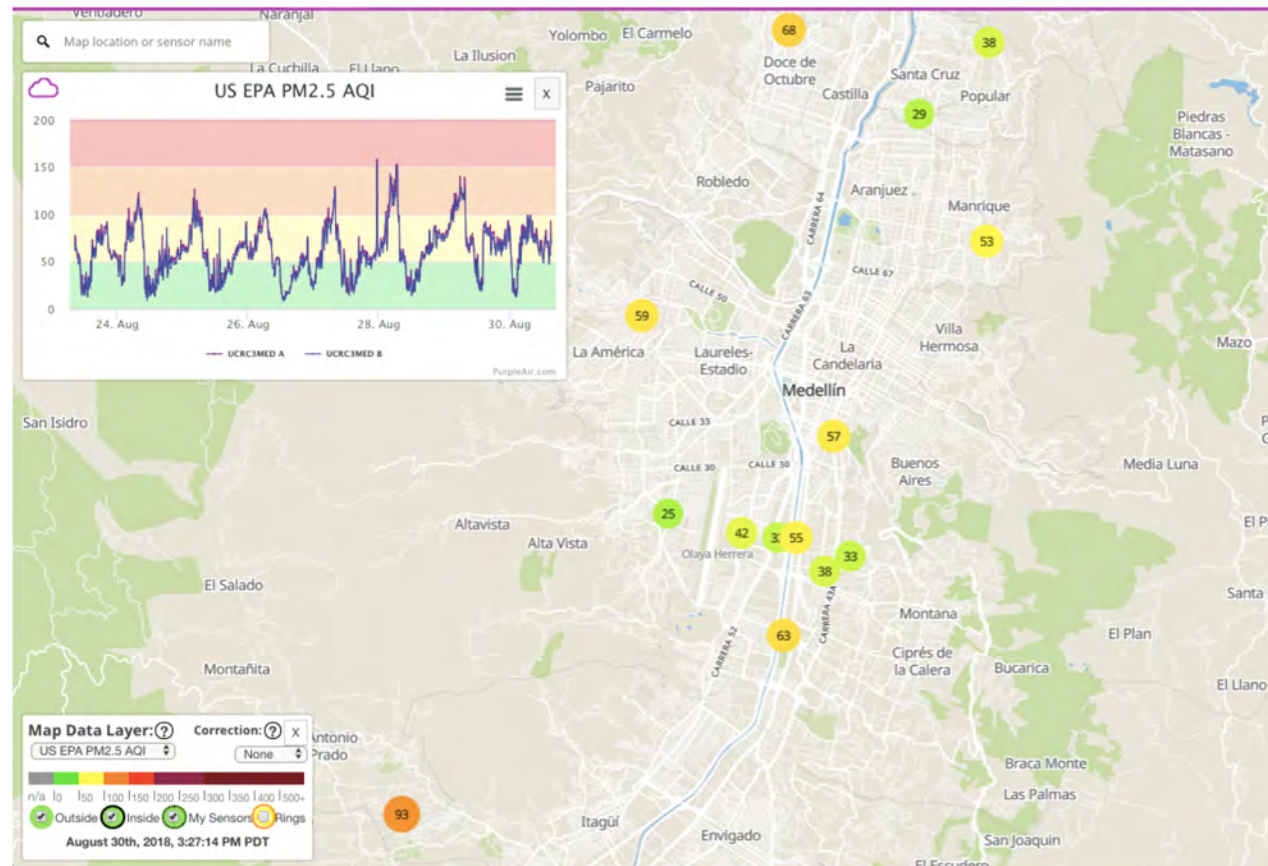 Ventiadero
Naranjal
Map location or sensor name
Yolombo
El Carmelo
La Ilusion
La Cuchilla
El Llano
68
38
Doce de
Octubre
Santa Cruz
Castilla
Popular
Pajarito
29
Piedras
Blancas -
Matasano
US EPA PM2.5 AQI
X
200
150
100
50
0
24. Aug
26. Aug
28. Aug
30. Aug
UCRC3MED A
UCRC3MED B
PurpleAir.com
Robledo
Aranjuez
CARRERA 64
Manrique
53
CALLE 67
CALLE 50
CARRERA 63
59
La América
Laureles-
Estadio
La
Candelaria
Villa
Hermosa
Mazo
Medellín
San Isidro
CALLE 33
57
CALLE 30
CALLE 30
Buenos
Aires
Media Luna
25
Altavista
Alta Vista
42
55
Olaya Herrera
33
38
El Salado
CARRERA 43A
Montana
Santa
63
El Plan
CARRERA 52
Ciprés de
la Calera
Bucarica
Montañita
El Llano
Map Data Layer: ?
Correction: ?
X
US EPA PM2.5 AQI
None
n/a 0 50 100 150 200 250 300 350 400 500+
Outside Inside My Sensors Rings
August 30th, 2018, 3:27:14 PM PDT
Antonio
Prado
93
Itagüí
Envigado
Braca Monte
Las Palmas
San Joaquin
El Escudero